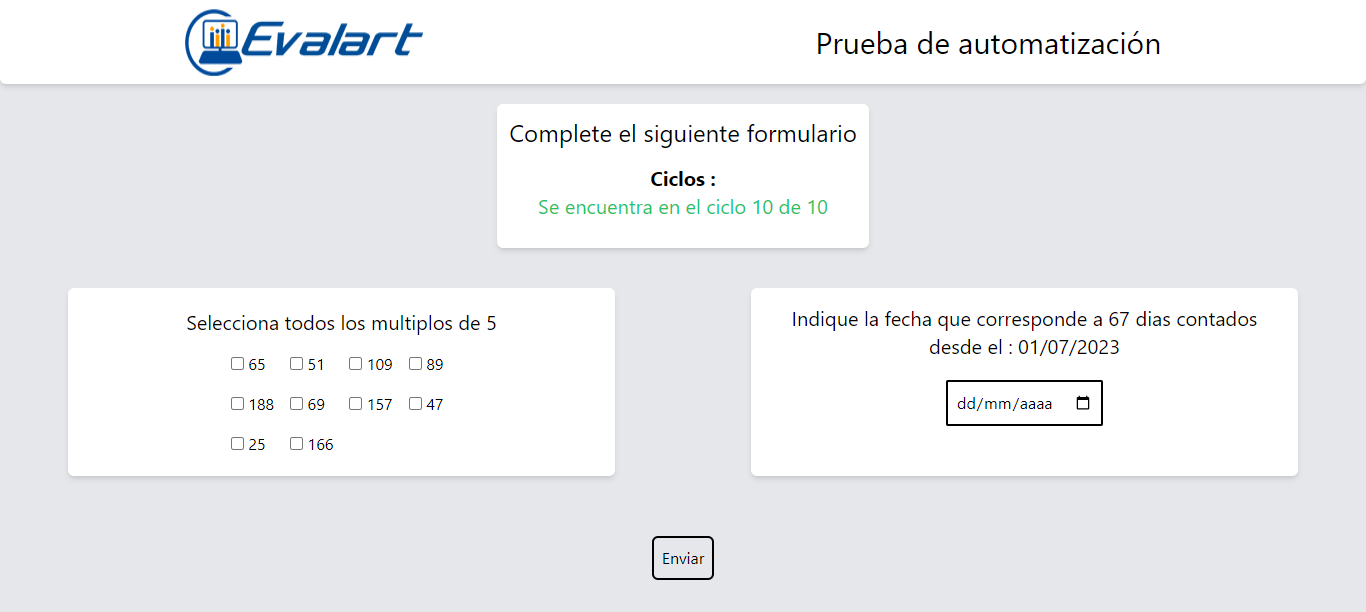 Evalart
Prueba de automatización
Complete el siguiente formulario
Ciclos :
Se encuentra en el ciclo 10 de 10
Selecciona todos los multiplos de 5
65 51 109 89
188 69 157 47
25 166
Indique la fecha que corresponde a 67 dias contados
desde el : 01/07/2023
dd/mm/aaaa
Enviar